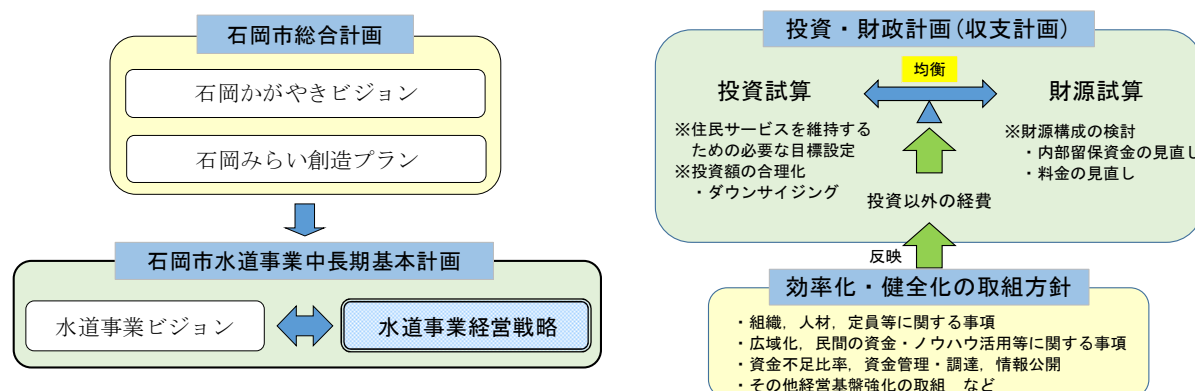 石岡市総合計画
石岡かがやきビジョン
石岡みらい創造プラン
石岡市水道事業中長期基本計画
水道事業ビジョン
水道事業経営戦略
投資・財政計画(収支計画)
均衡
投資試算
財源試算
※住民サービスを維持する
ための必要な目標設定
※投資額の合理化
・ダウンサイジング
※財源構成の検討
・内部留保資金の見直し
・料金の見直し
投資以外の経費
反映
効率化・健全化の取組方針
・組織，人材，定員等に関する事項
・広域化，民間の資金・ノウハウ活用等に関する事項
・資金不足比率，資金管理・調達，情報公開
・その他経営基盤強化の取組　など